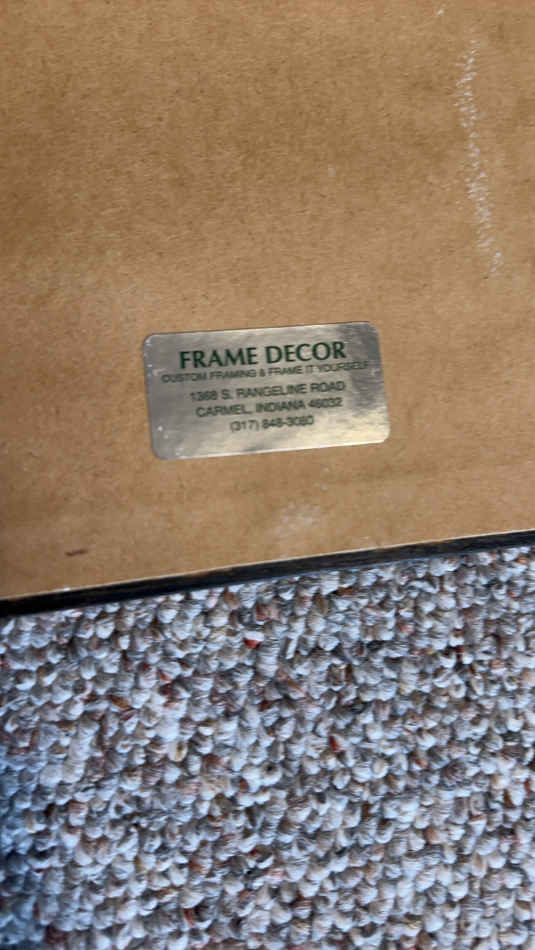 FRAME DECOR
CUSTOM FRAMING & FRAME IT YOURSELF
1368 S. RANGELINE ROAD
CARMEL, INDIANA 46032
(317) 848-3080